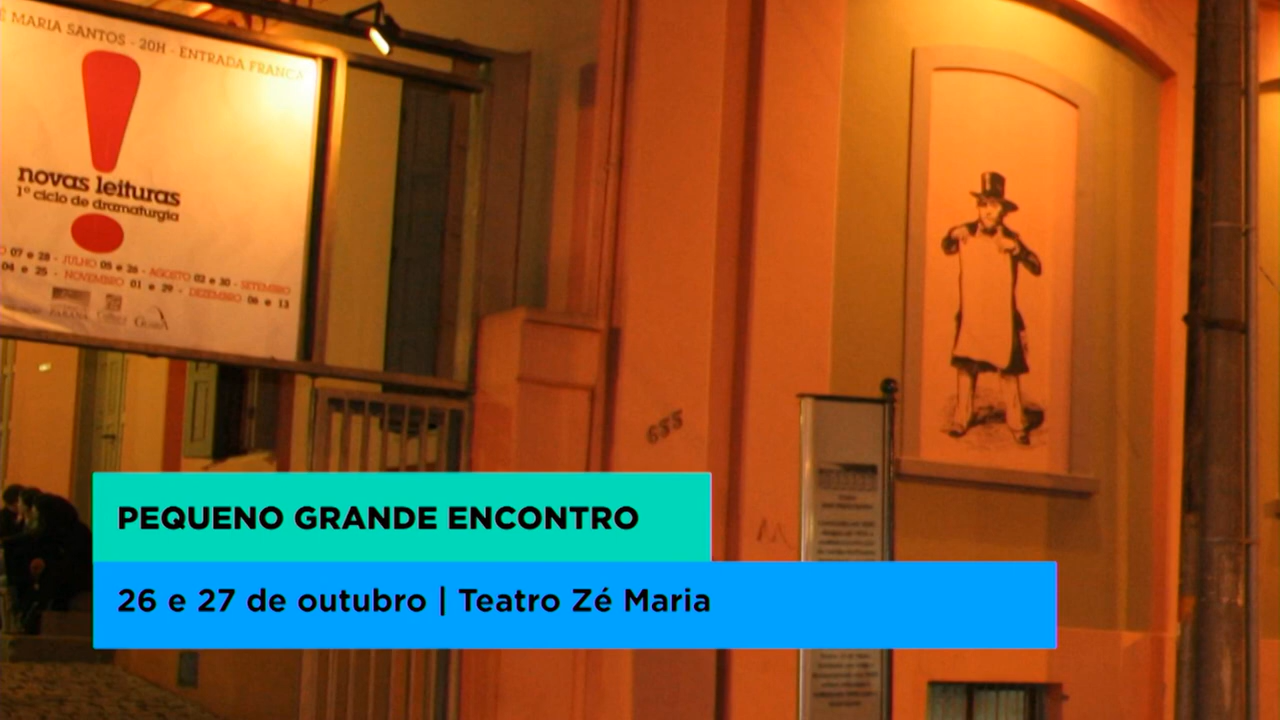 É MARIA SANTOS - 20H - ENTRADA FRANCA
novas leituras
1º ciclo de dramaturgia
07 e 28 - JULHO 05 e 26 - AGOSTO 02 e 30 - SETEMBRO
04 e 25 - NOVEMBRO 01 e 29 - DEZEMBRO 06 e 13
PARANÁ
655
PEQUENO GRANDE ENCONTRO
26 e 27 de outubro | Teatro Zé Maria